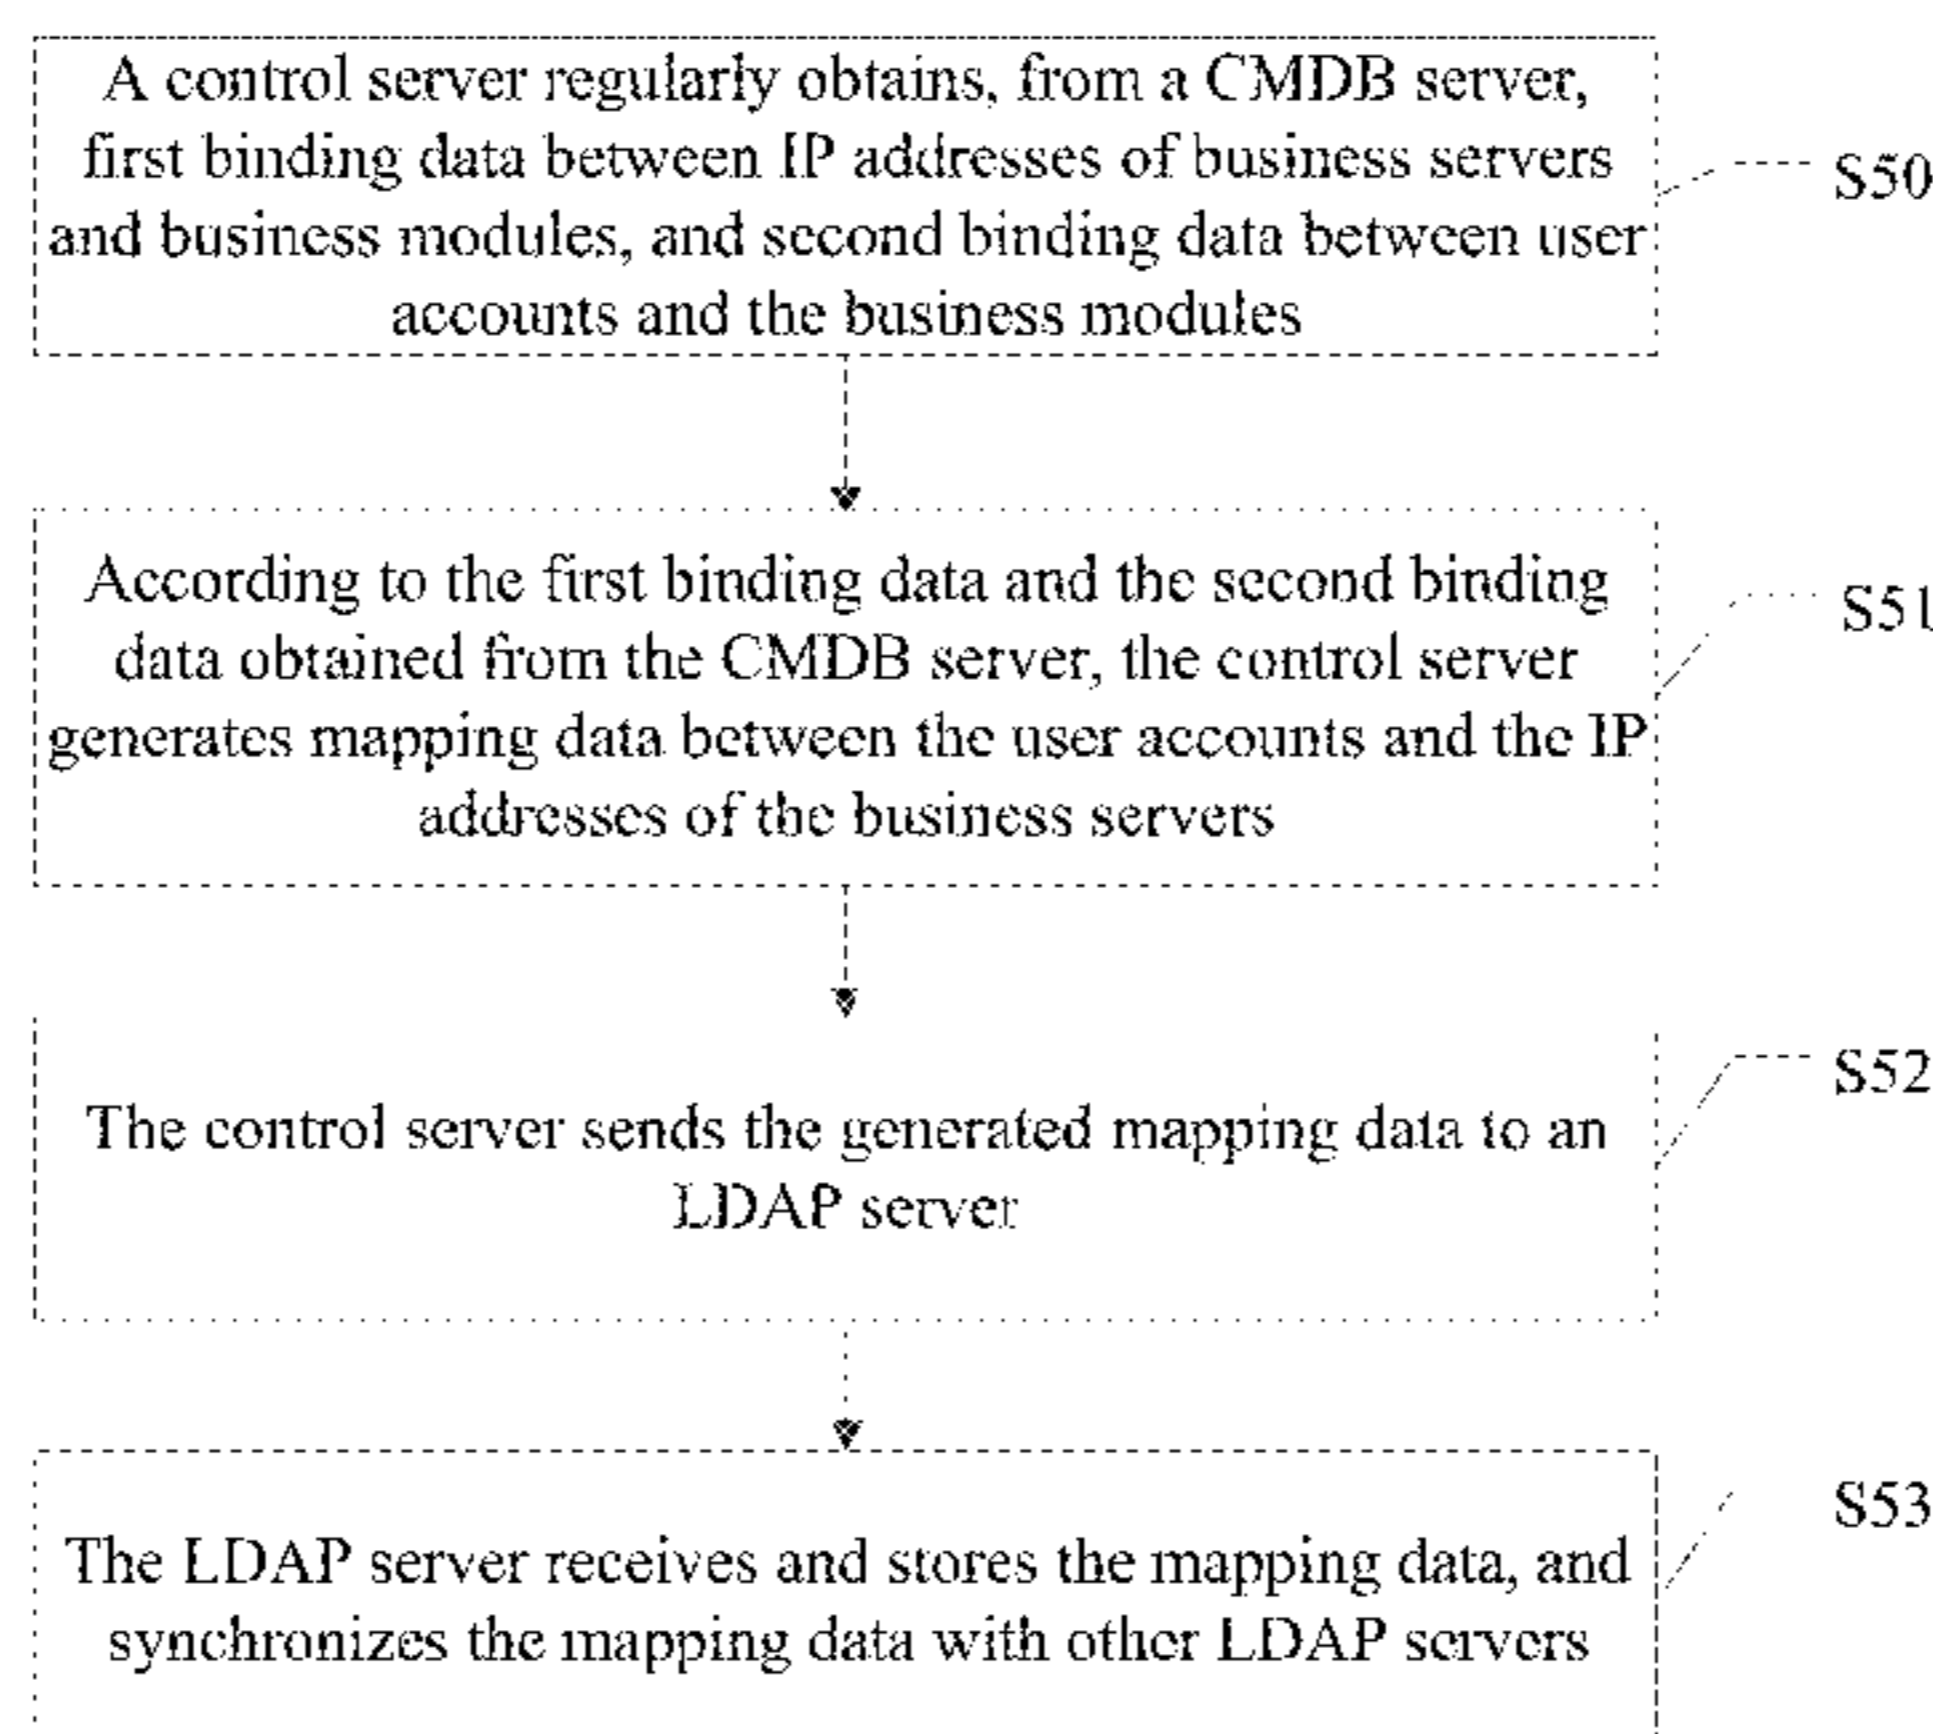 A control server regularly obtains, from a CMDB server,
first binding data between IP addresses of business servers
and business modules, and second binding data between user
accounts and the business modules
S50
According to the first binding data and the second binding
data obtained from the CMDB server, the control server
generates mapping data between the user accounts and the IP
addresses of the business servers
S51
The control server sends the generated mapping data to an
LDAP server
S52
The LDAP server receives and stores the mapping data, and
synchronizes the mapping data with other LDAP servers
S53